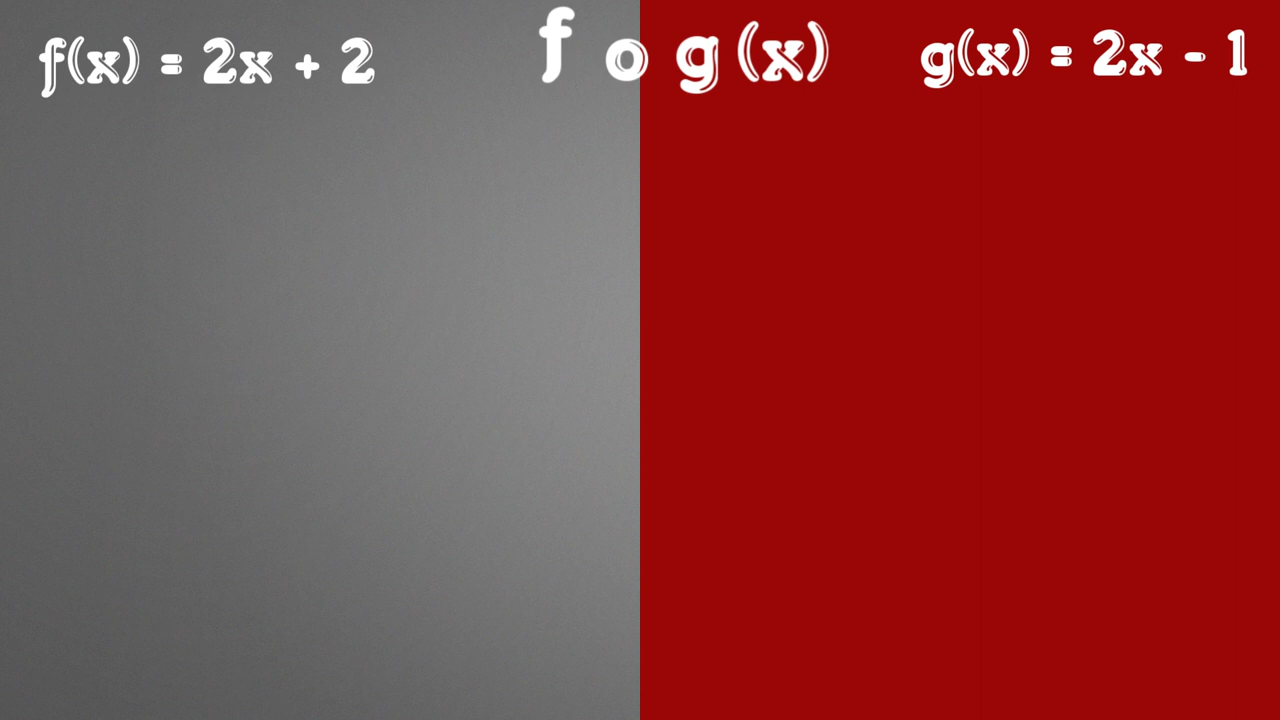 f(x) = 2x + 2
f o g (x)
g(x) = 2x - 1